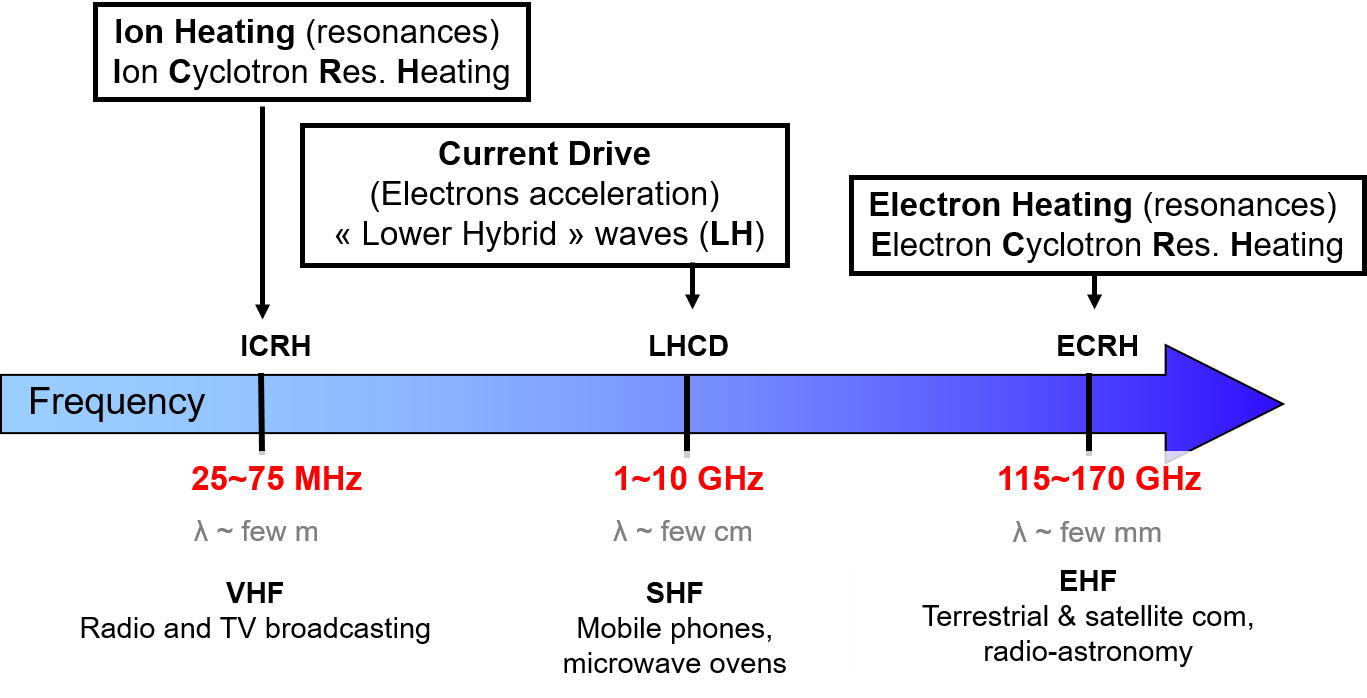 Ion Heating (resonances)
Ion Cyclotron Res. Heating
Current Drive
(Electrons acceleration)
« Lower Hybrid » waves (LH)
Electron Heating (resonances)
Electron Cyclotron Res. Heating
ICRH
LHCD
ECRH
Frequency
25~75 MHz
1~10 GHz
115~170 GHz
λ ~ few m
λ ~ few cm
λ ~ few mm
VHF
Radio and TV broadcasting
SHF
Mobile phones,
microwave ovens
EHF
Terrestrial & satellite com,
radio-astronomy